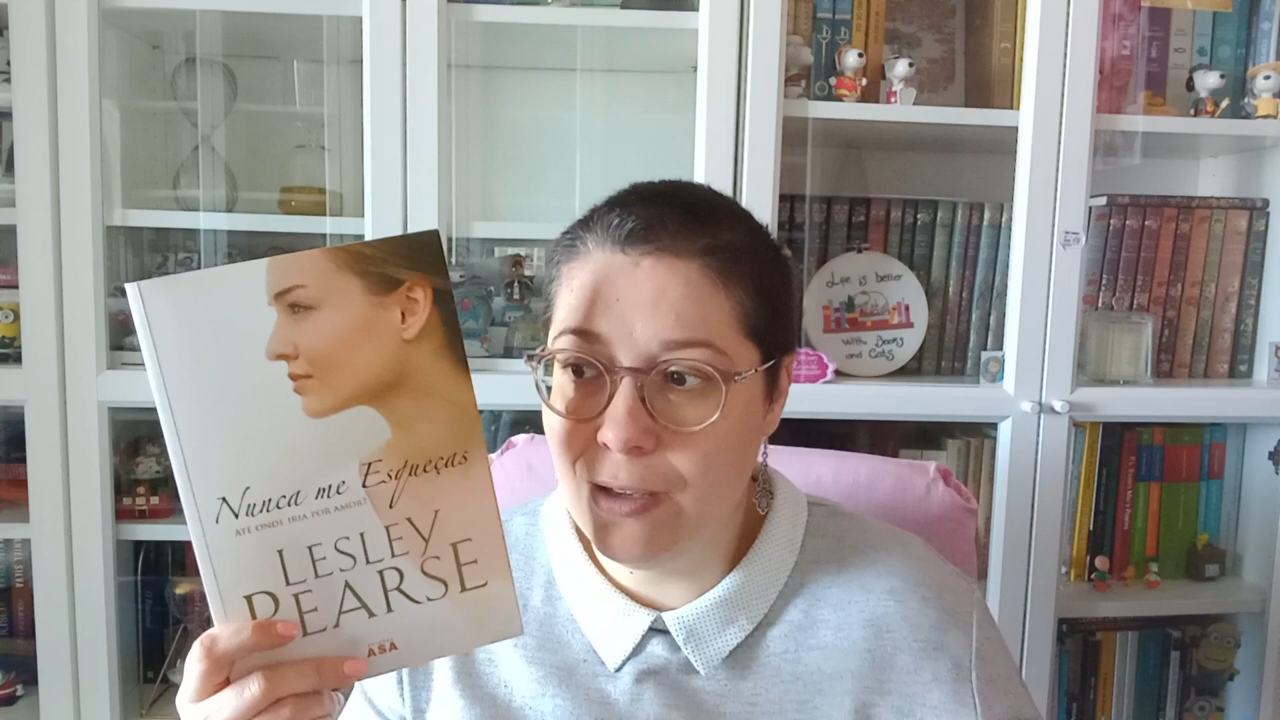 Nunca me Esqueças
ATÉ ONDE IRIA POR AMOR?
LESLEY
PEARSE
ASA
Life is better
With Books
and Cats